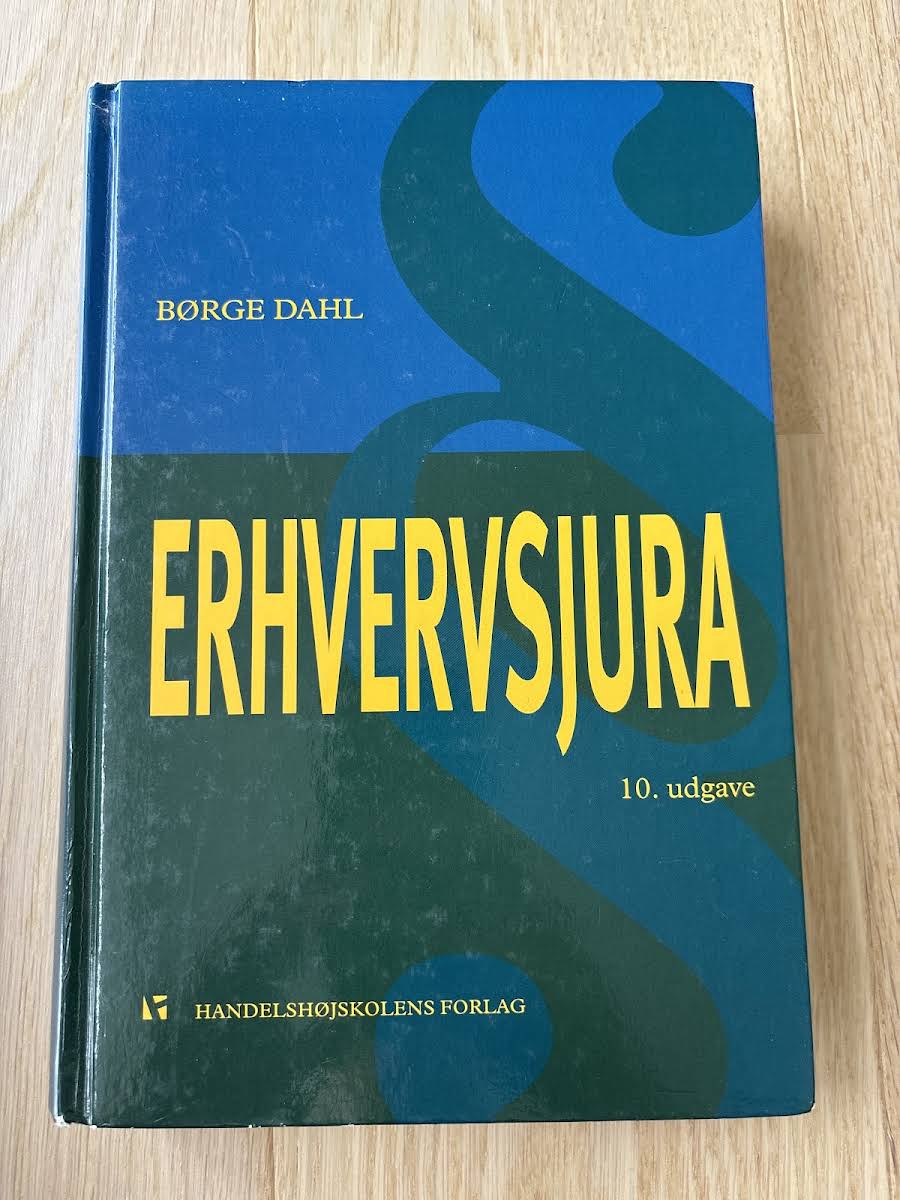 BØRGE DAHL
ERHVERVSJURA
10. udgave
HANDELSHØJSKOLENS FORLAG